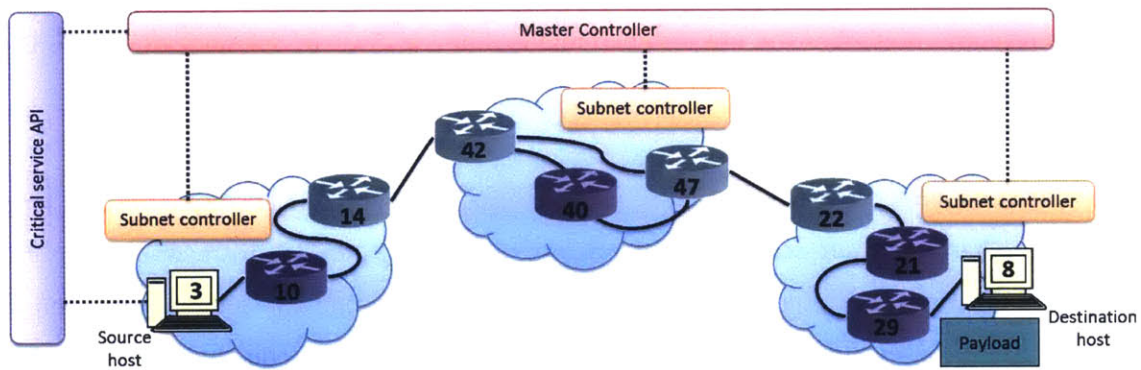 Master Controller
Critical service API
Subnet controller
42
47
14
40
22
Subnet controller
Subnet controller
21
3
10
8
29
Source
host
Destination
host
Payload